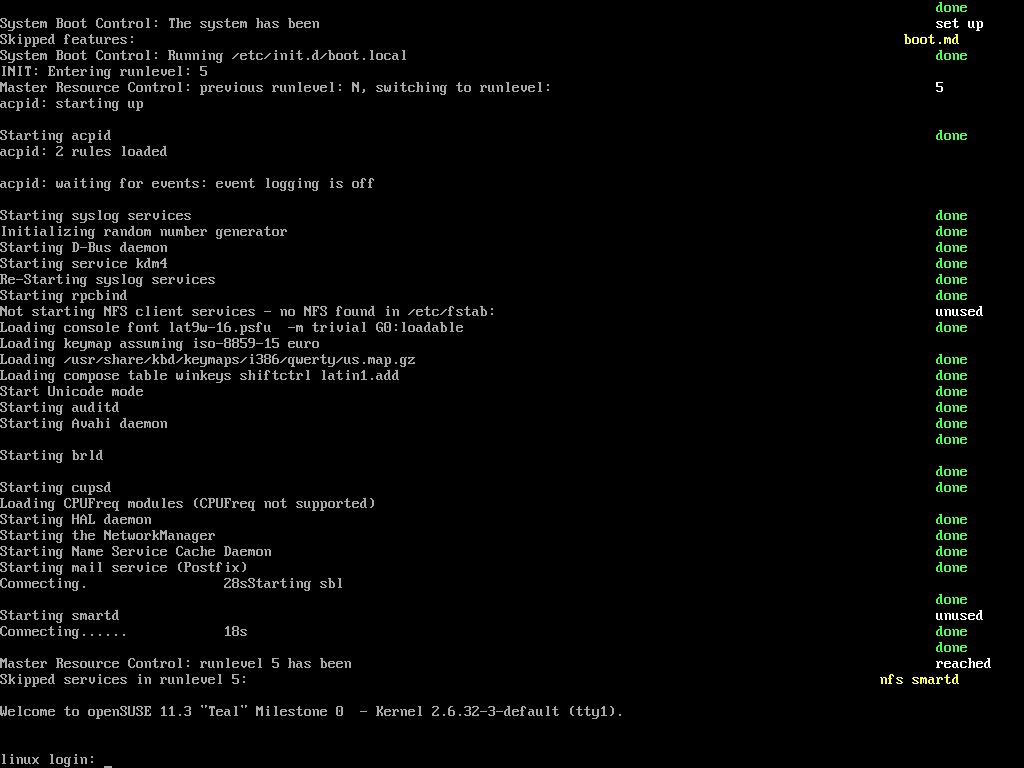 done
System Boot Control: The system has been set up
Skipped features: boot.md
System Boot Control: Running /etc/init.d/boot.local done
INIT: Entering runlevel: 5
Master Resource Control: previous runlevel: N, switching to runlevel: 5
acpid: starting up
Starting acpid done
acpid: 2 rules loaded
acpid: waiting for events: event logging is off
Starting syslog services done
Initializing random number generator done
Starting D-Bus daemon done
Starting service kdm4 done
Re-Starting syslog services done
Starting rpcbind done
Not starting NFS client services - no NFS found in /etc/fstab: unused
Loading console font lat9w-16.psfu  -m trivial G0:loadable done
Loading keymap assuming iso-8859-15 euro
Loading /usr/share/kbd/keymaps/i386/qwerty/us.map.gz done
Loading compose table winkeys shiftctrl latin1.add done
Start Unicode mode done
Starting auditd done
Starting Avahi daemon done
done
Starting brld
done
Starting cupsd done
Loading CPUFreq modules (CPUFreq not supported)
Starting HAL daemon done
Starting the NetworkManager done
Starting Name Service Cache Daemon done
Starting mail service (Postfix) done
Connecting. 28sStarting sbl
done
Starting smartd unused
Connecting...... 18s done
done
Master Resource Control: runlevel 5 has been reached
Skipped services in runlevel 5: nfs smartd
Welcome to openSUSE 11.3 "Teal" Milestone 0  - Kernel 2.6.32-3-default (tty1).
linux login: _